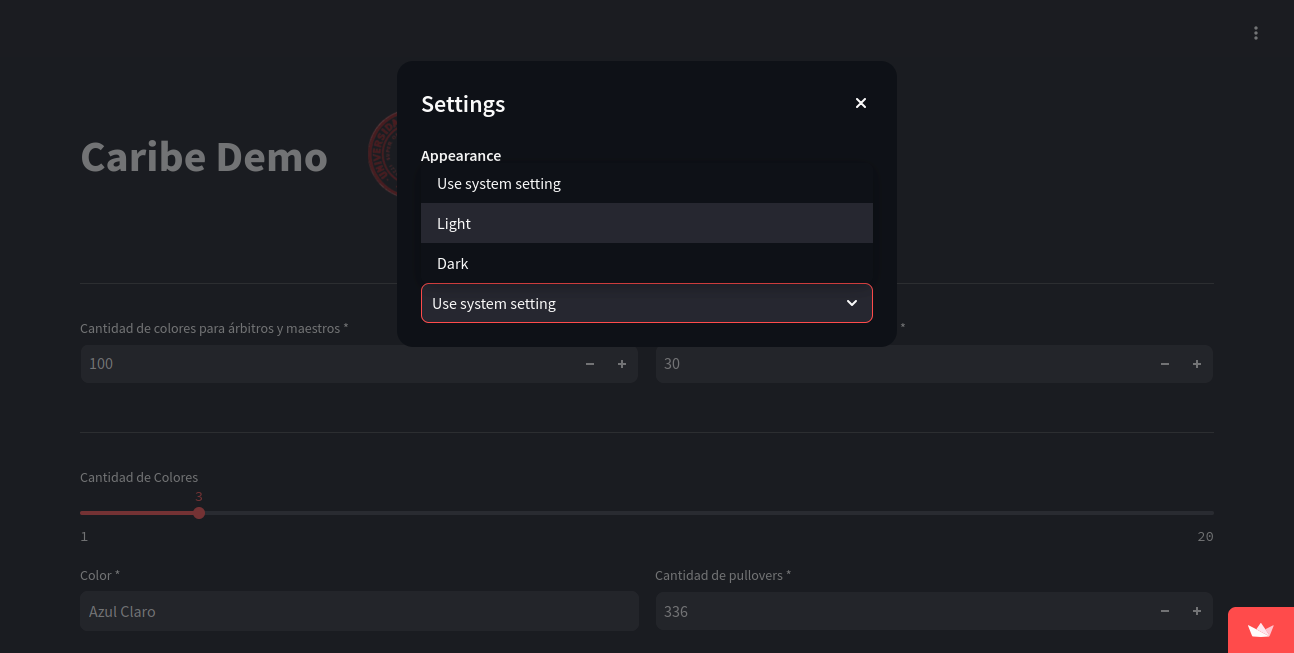 Settings
Caribe Demo
UNIVERSIDA
Appearance
Use system setting
Light
Dark
Use system setting
Cantidad de colores para árbitros y maestros *
*
100
30
Cantidad de Colores
3
1
20
Color *
Cantidad de pullovers *
Azul Claro
336